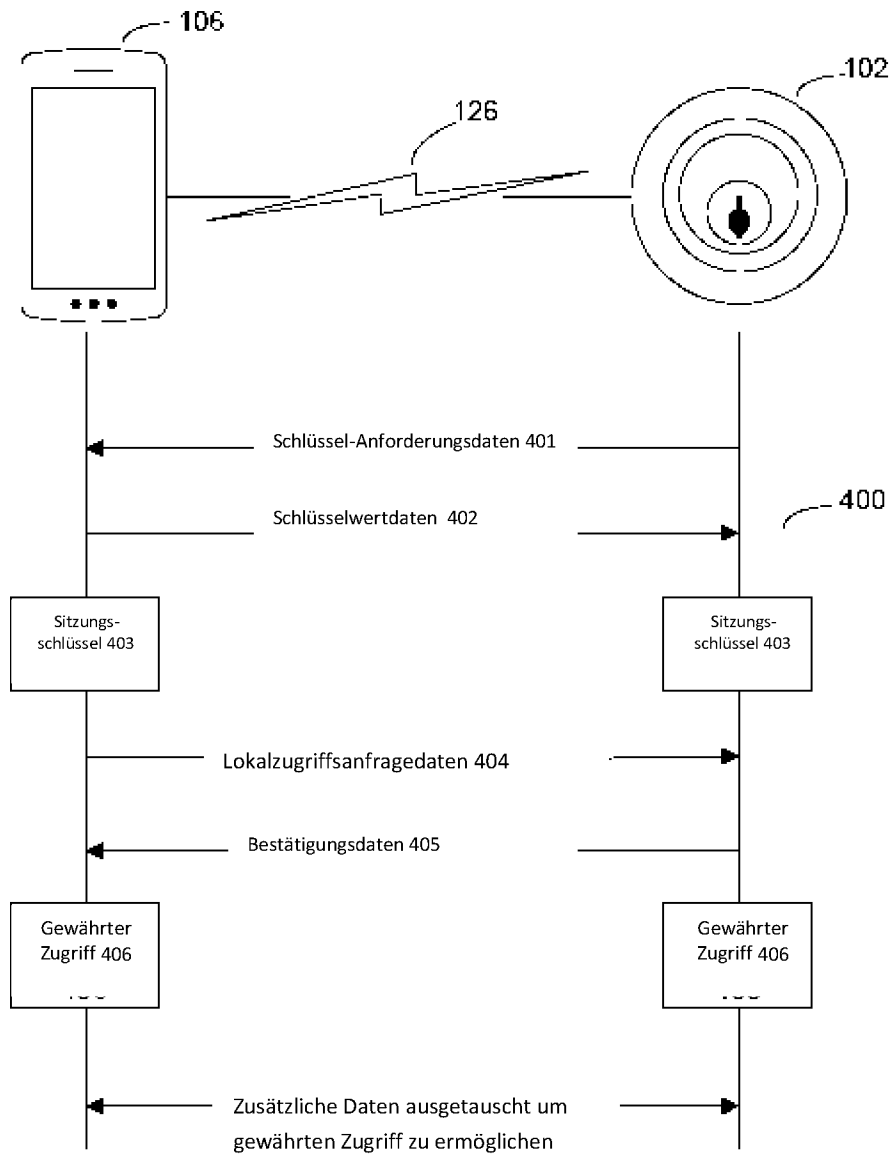 106
102
126
Schlüssel-Anforderungsdaten 401
400
Schlüsselwertdaten 402
Sitzungs-
schlüssel 403
Sitzungs-
schlüssel 403
Lokalzugriffsanfragedaten 404
Bestätigungsdaten 405
Gewährter
Zugriff 406
Gewährter
Zugriff 406
Zusätzliche Daten ausgetauscht um
gewährten Zugriff zu ermöglichen